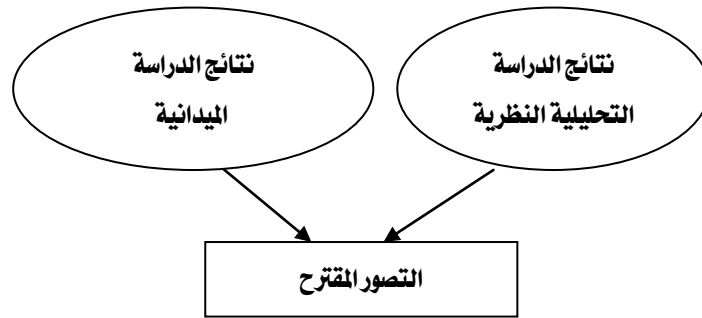 نتائج الدراسة
التحليلية النظرية
نتائج الدراسة
الميدانية
التصور المقترح